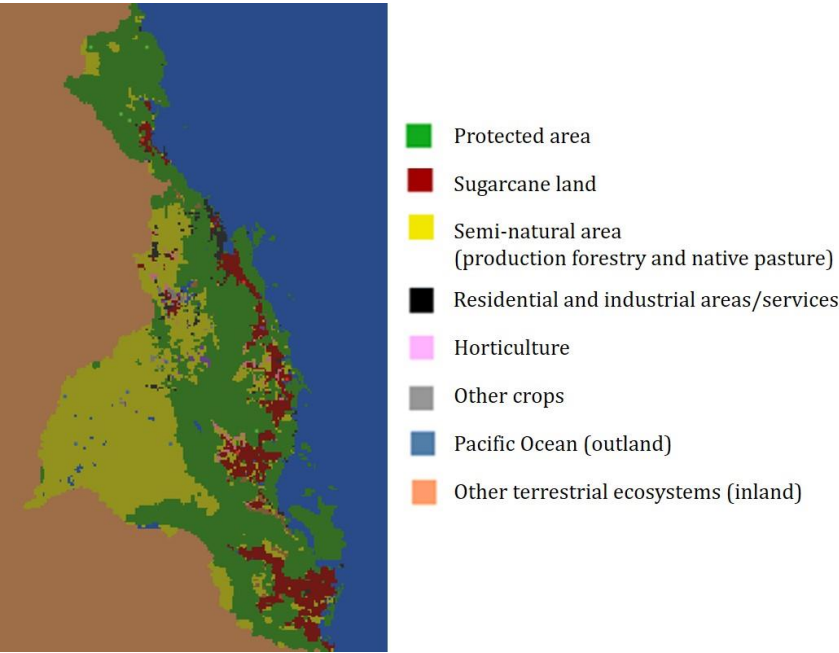 Protected area
Sugarcane land
Semi-natural area
(production forestry and native pasture)
Residential and industrial areas/services
Horticulture
Other crops
Pacific Ocean (outland)
Other terrestrial ecosystems (inland)